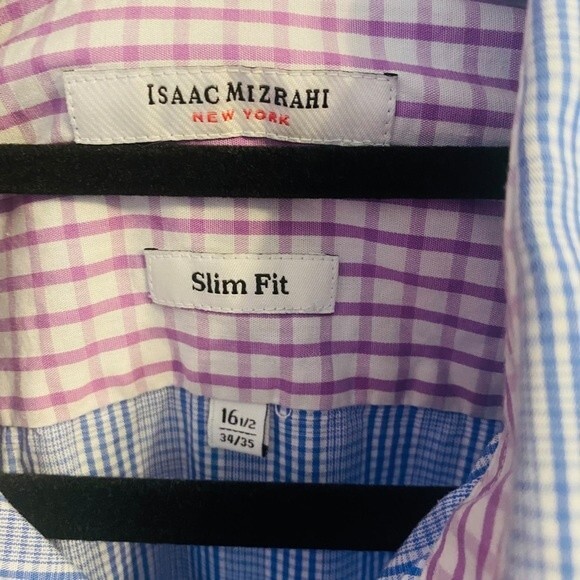 ISAAC MIZRAHI
NEW YORK
Slim Fit
16 1/2
34/35